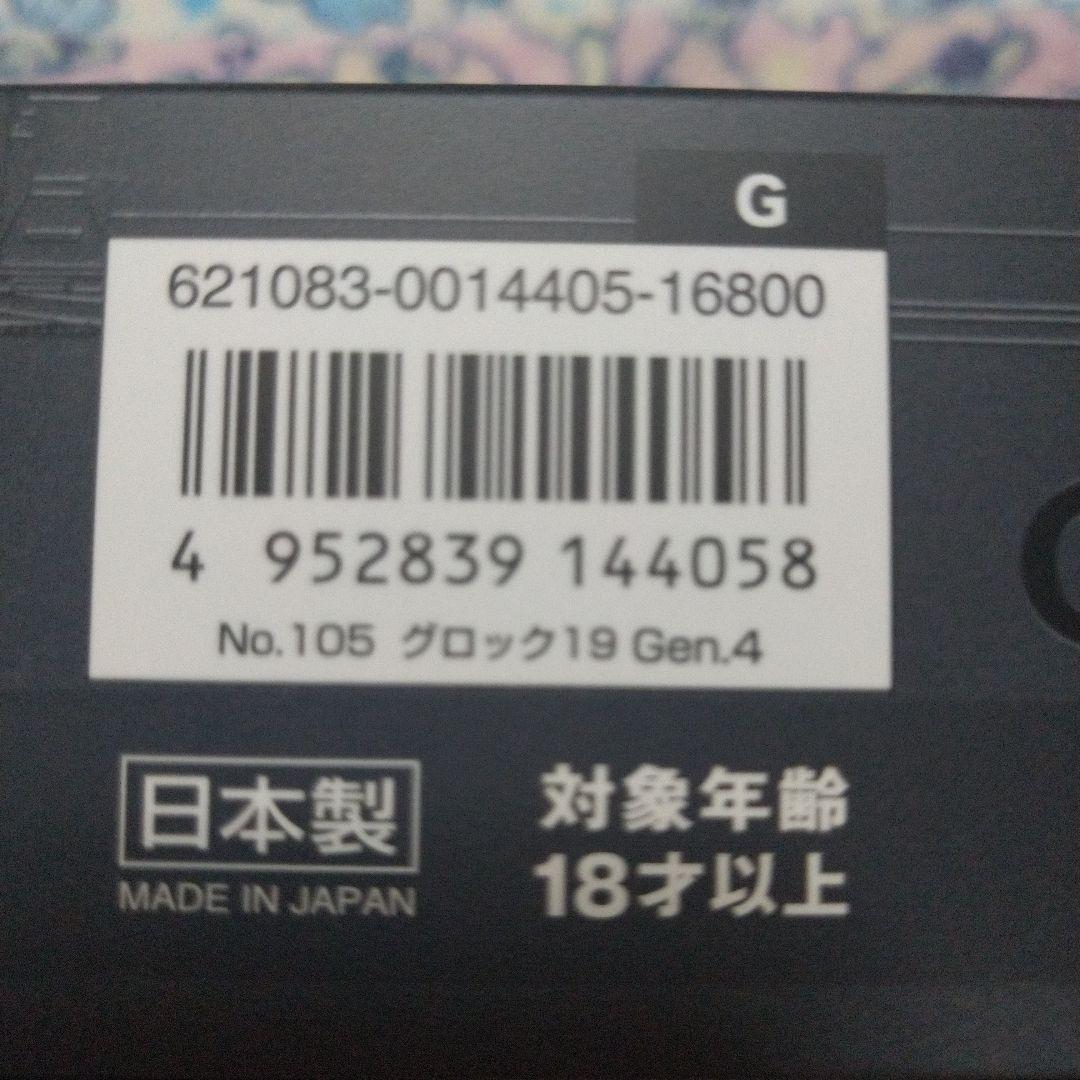 G
621083-0014405-16800
4 952839 144058
No.105 グロック19 Gen.4
日本製
MADE IN JAPAN
対象年齢
18才以上